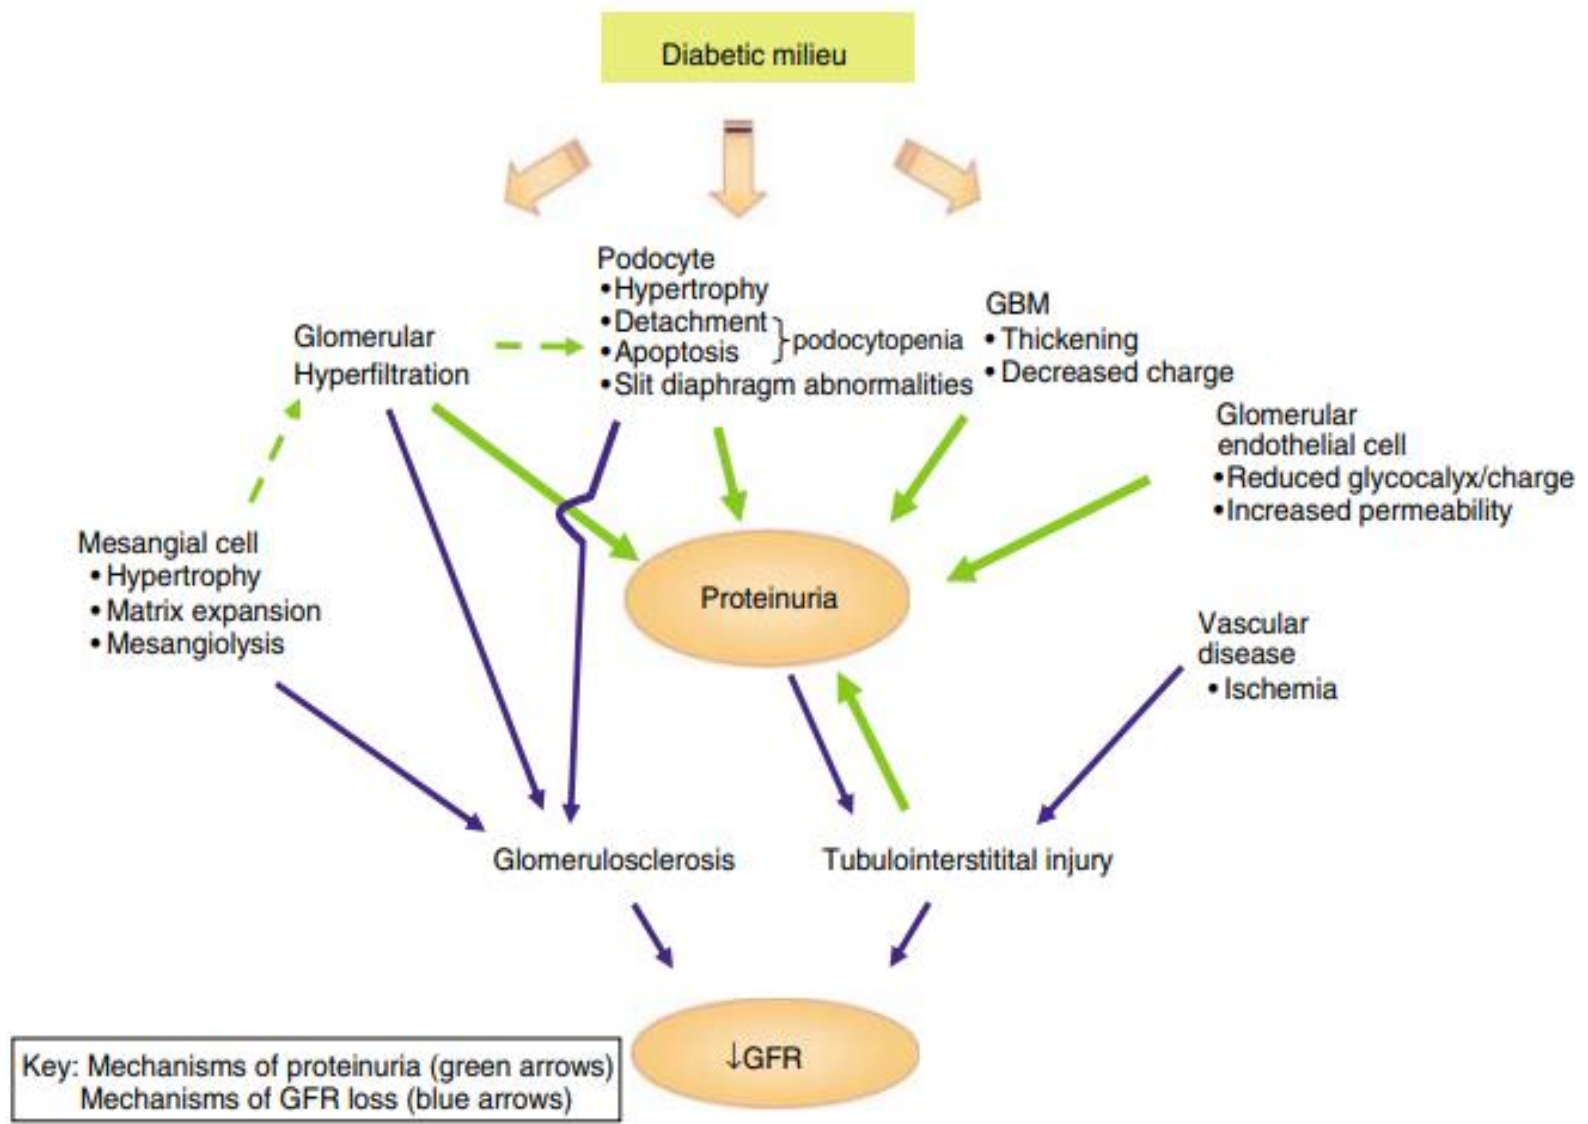 Diabetic milieu
Podocyte
•Hypertrophy
•Detachment
•Apoptosis
podocytopenia
•Slit diaphragm abnormalities
GBM
•Thickening
•Decreased charge
Glomerular
Hyperfiltration
Glomerular
endothelial cell
•Reduced glycocalyx/charge
•Increased permeability
Mesangial cell
•Hypertrophy
•Matrix expansion
•Mesangiolysis
Proteinuria
Vascular
disease
•Ischemia
Glomerulosclerosis
Tubulointerstitital injury
↓GFR
Key: Mechanisms of proteinuria (green arrows)
Mechanisms of GFR loss (blue arrows)